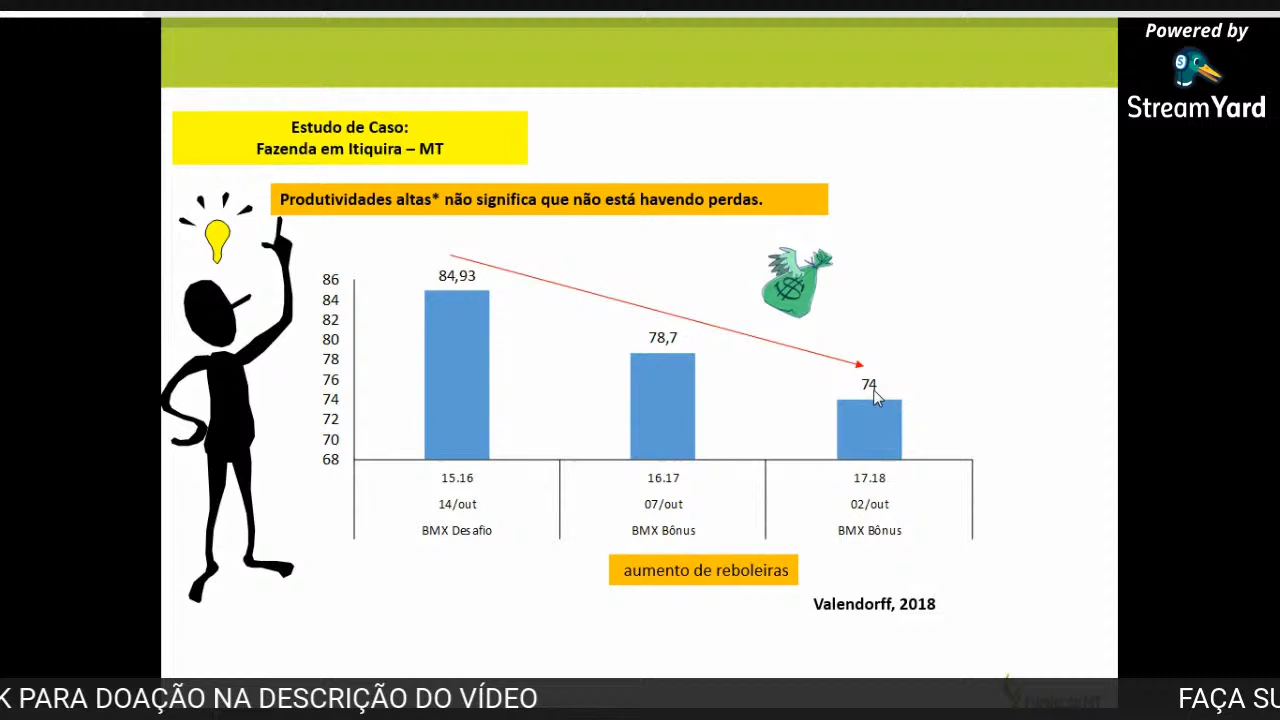 Powered by
StreamYard
Estudo de Caso:
Fazenda em Itiquira – MT
Produtividades altas* não significa que não está havendo perdas.
86
84
82
80
78
76
74
72
70
68
84,93
78,7
74
15.16
16.17
17.18
14/out
07/out
02/out
BMX Desafio
BMX Bônus
BMX Bônus
aumento de reboleiras
Valendorff, 2018
K PARA DOAÇÃO NA DESCRIÇÃO DO VÍDEO
FAÇA SU